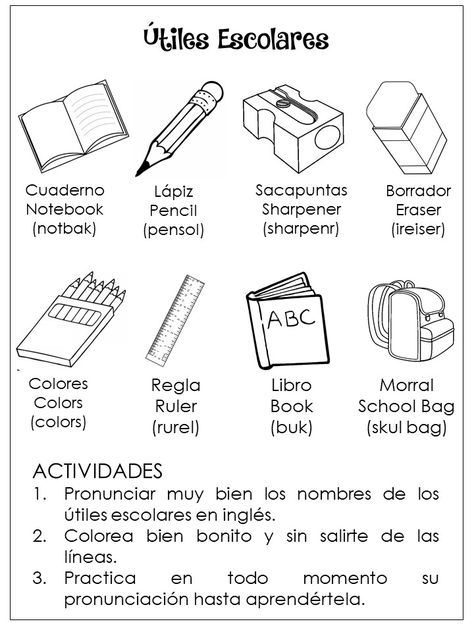 Útiles Escolares
Cuaderno
Notebook
(notbak)
Lápiz
Pencil
(pensol)
Sacapuntas
Sharpener
(sharpenr)
Borrador
Eraser
(ireiser)
Colores
Colors
(colors)
Regla
Ruler
(rurel)
ABC
Libro
Book
(buk)
Morral
School Bag
(skul bag)
ACTIVIDADES
1. Pronunciar muy bien los nombres de los
útiles escolares en inglés.
2. Colorea bien bonito y sin salirte de las
líneas.
3. Practica en todo momento su
pronunciación hasta aprendértela.